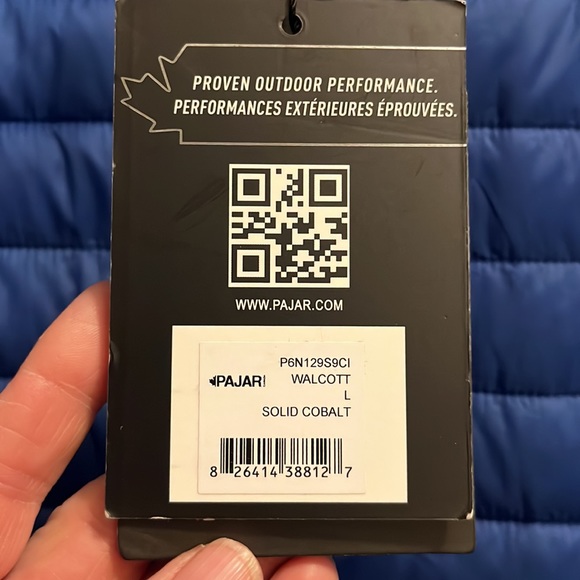 PROVEN OUTDOOR PERFORMANCE.
PERFORMANCES EXTÉRIEURES ÉPROUVÉES.
WWW.PAJAR.COM
P6N129S9CI
PAJAR WALCOTT
L
SOLID COBALT
8 26414 38812 7